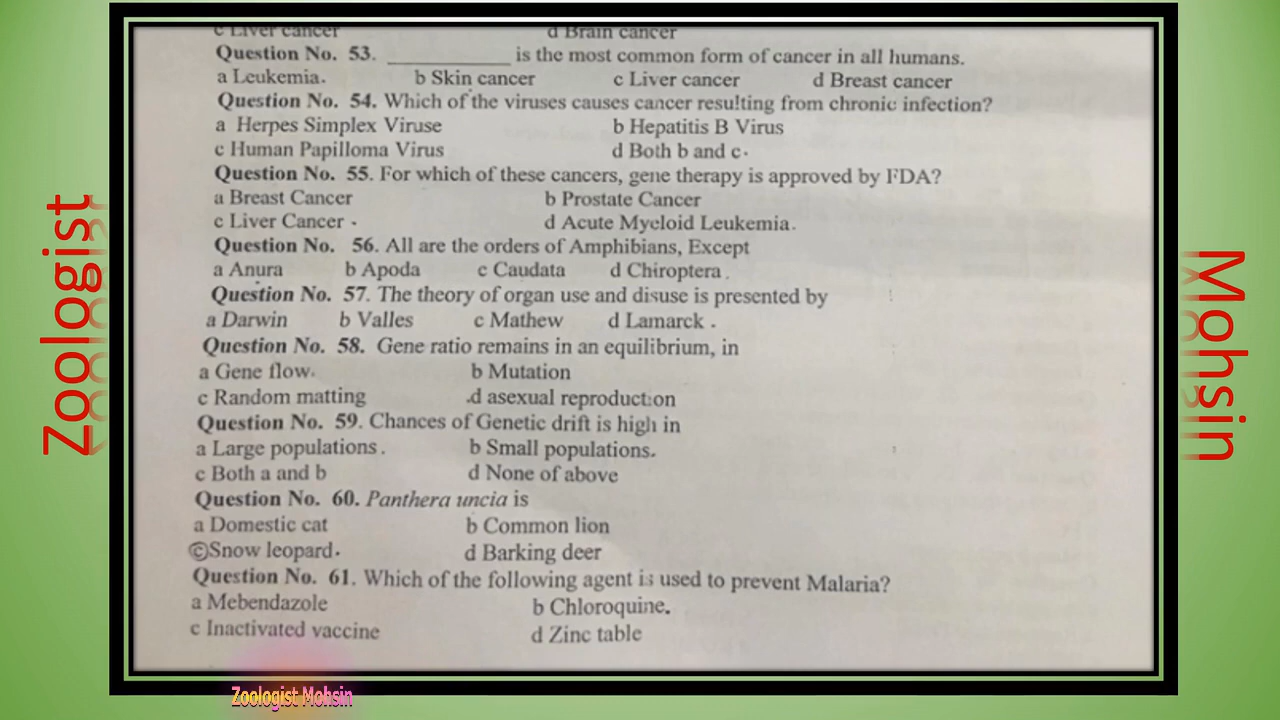 c Liver cancer d Brain cancer
Question No. 53. __________ is the most common form of cancer in all humans.
a Leukemia. b Skin cancer c Liver cancer d Breast cancer
Question No. 54. Which of the viruses causes cancer resulting from chronic infection?
a Herpes Simplex Viruse b Hepatitis B Virus
c Human Papilloma Virus d Both b and c.
Question No. 55. For which of these cancers, gene therapy is approved by FDA?
a Breast Cancer b Prostate Cancer
c Liver Cancer . d Acute Myeloid Leukemia.
Question No. 56. All are the orders of Amphibians, Except
a Anura b Apoda c Caudata d Chiroptera .
Question No. 57. The theory of organ use and disuse is presented by
a Darwin b Valles c Mathew d Lamarck .
Question No. 58. Gene ratio remains in an equilibrium, in
a Gene flow. b Mutation
c Random matting .d asexual reproduction
Question No. 59. Chances of Genetic drift is high in
a Large populations . b Small populations.
c Both a and b d None of above
Question No. 60. Panthera uncia is
a Domestic cat b Common lion
©Snow leopard. d Barking deer
Question No. 61. Which of the following agent is used to prevent Malaria?
a Mebendazole b Chloroquine.
c Inactivated vaccine d Zinc table
Zoologist
Mohsin
Zoologist Mohsin